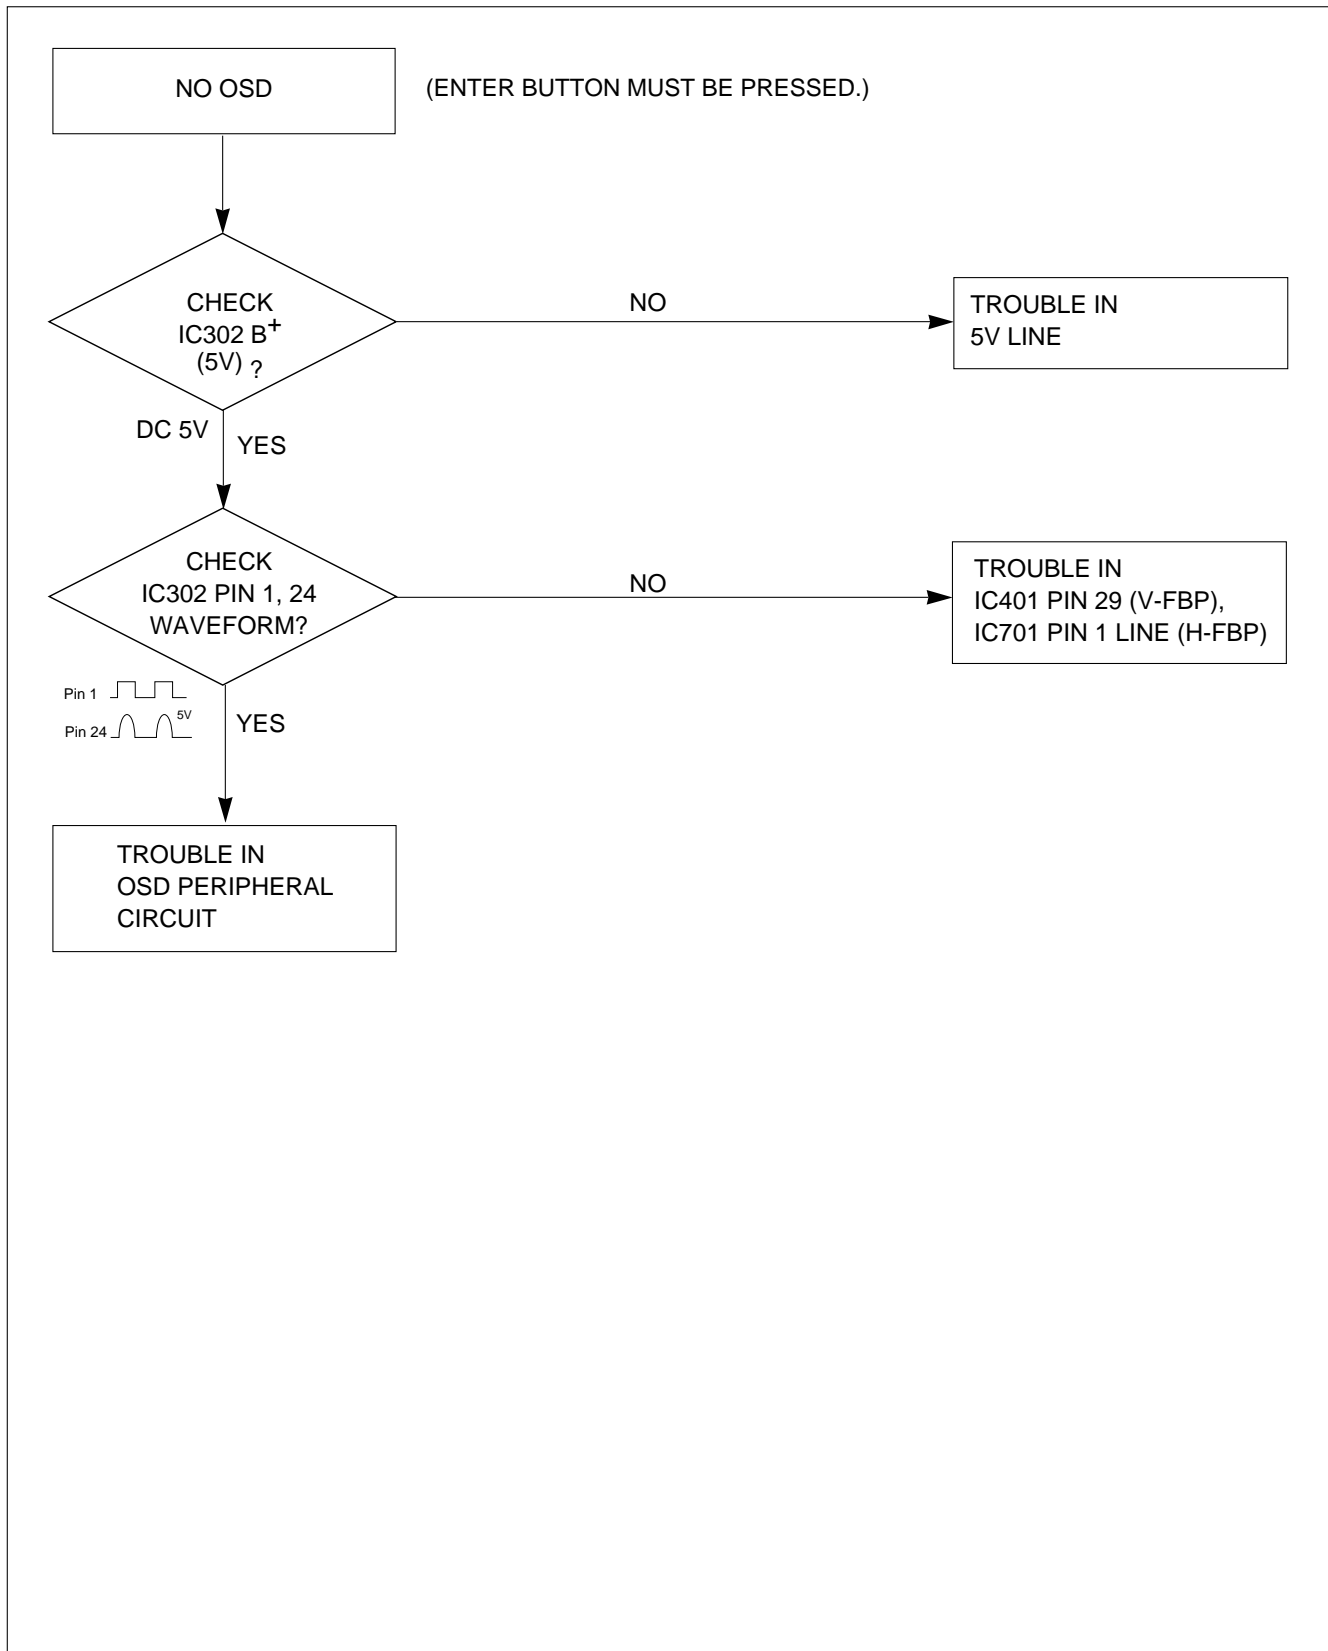 NO OSD
(ENTER BUTTON MUST BE PRESSED.)
CHECK
IC302 B+
(5V) ?
NO
TROUBLE IN
5V LINE
DC 5V
YES
CHECK
IC302 PIN 1, 24
WAVEFORM?
NO
TROUBLE IN
IC401 PIN 29 (V-FBP),
IC701 PIN 1 LINE (H-FBP)
Pin 1
Pin 24
5V
YES
TROUBLE IN
OSD PERIPHERAL
CIRCUIT